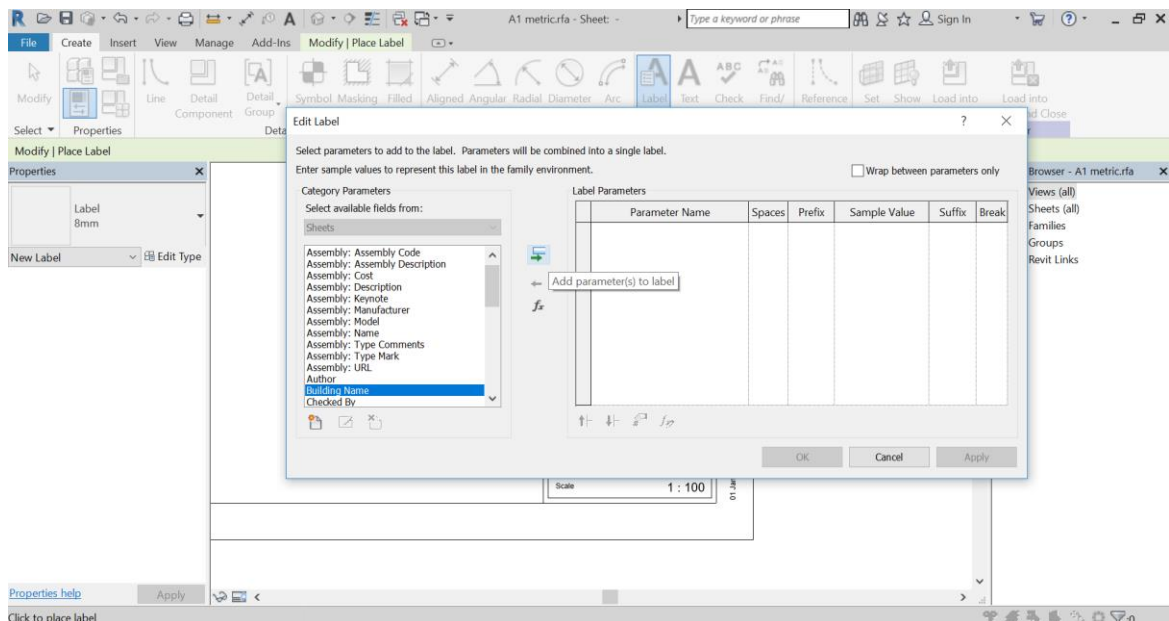 A1 metric.rfa - Sheet: -
Type a keyword or phrase
Sign In
File Create Insert View Manage Add-Ins Modify | Place Label
Modify
Line
Detail
Component
Detail
Group
Symbol Masking Filled Aligned Angular Radial Diameter Arc Label Text Check Find/ Reference Set Show Load into
Load into
Select Properties
Modify | Place Label
Properties
Label
8mm
New Label
Edit Type
Edit Label
Select parameters to add to the label. Parameters will be combined into a single label.
Enter sample values to represent this label in the family environment.
Wrap between parameters only
Category Parameters
Select available fields from:
Sheets
Assembly: Assembly Code
Assembly: Assembly Description
Assembly: Cost
Assembly: Description
Assembly: Keynote
Assembly: Manufacturer
Assembly: Model
Assembly: Name
Assembly: Type Comments
Assembly: Type Mark
Assembly: URL
Author
Building Name
Checked By
Add parameter(s) to label
Label Parameters
Parameter Name Spaces Prefix Sample Value Suffix Break
OK Cancel Apply
Browser - A1 metric.rfa
Views (all)
Sheets (all)
Families
Groups
Revit Links
Scale 1 : 100
Properties help
Apply
Click to place label